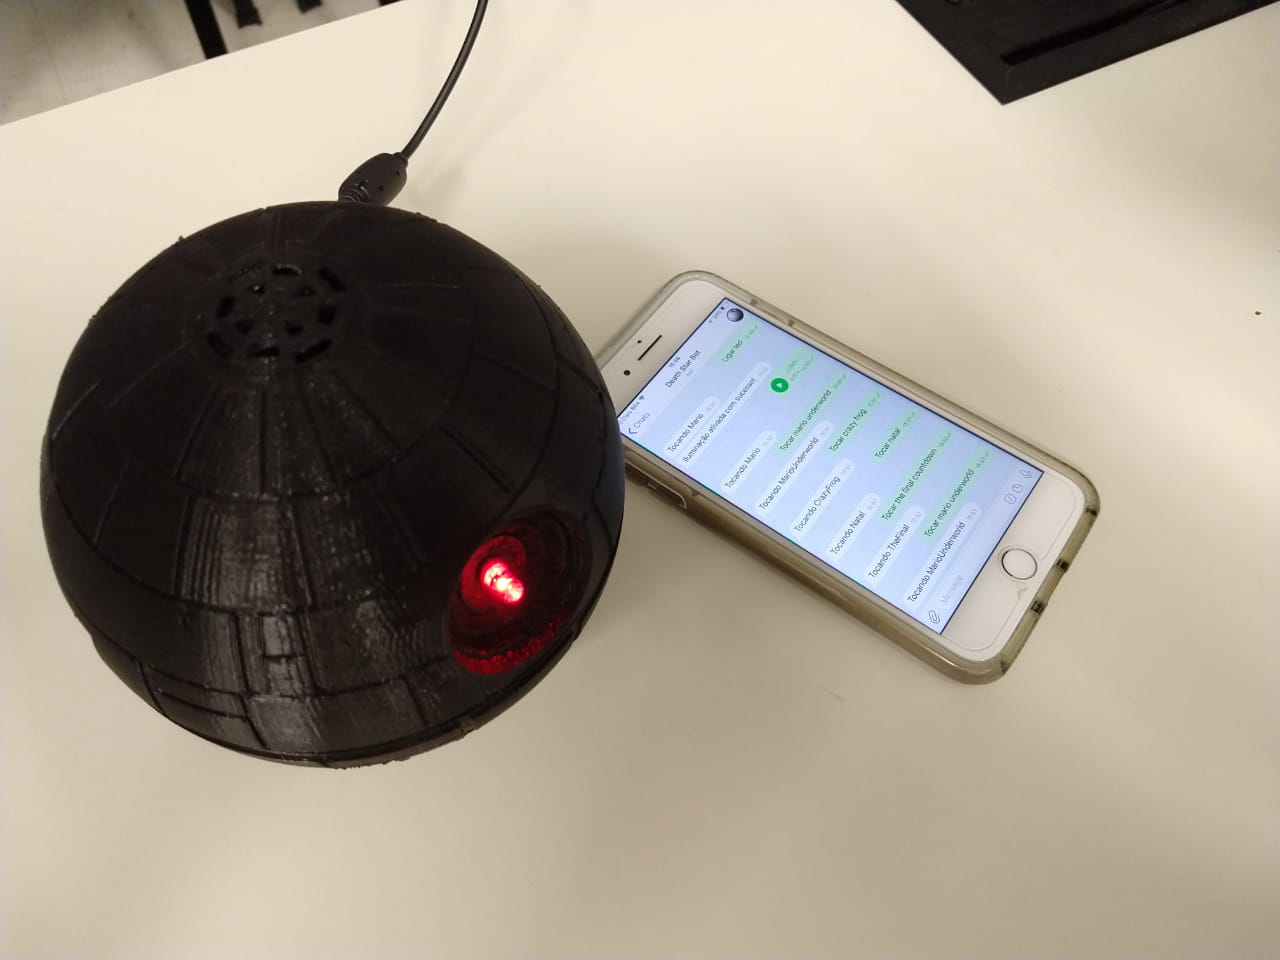 Chats
Death Star Bot
bot
Ligar led
Tocando Mario
Iluminação ativada com sucesso!
Tocando Mario
Tocar mario underworld
Tocando MarioUnderworld
Tocar crazy frog
Tocando CrazyFrog
Tocar natal
Tocando Natal
Tocar the final countdown
Tocando TheFinal
Tocar mario underworld
Tocando MarioUnderworld
Message